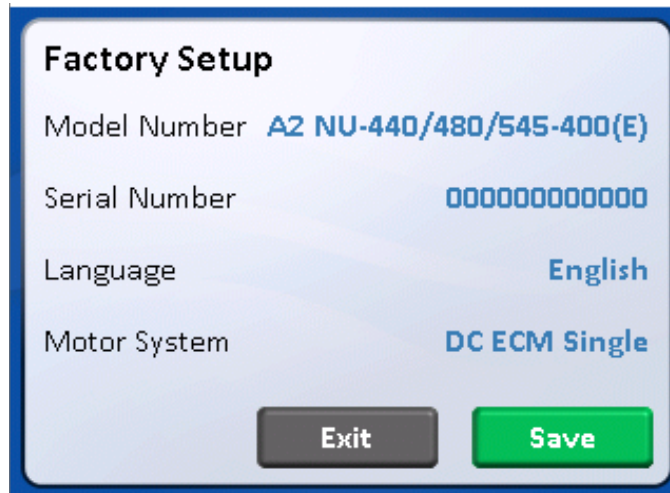 Factory Setup
Model Number A2 NU-440/480/545-400(E)
Serial Number 000000000000
Language English
Motor System DC ECM Single
Exit Save